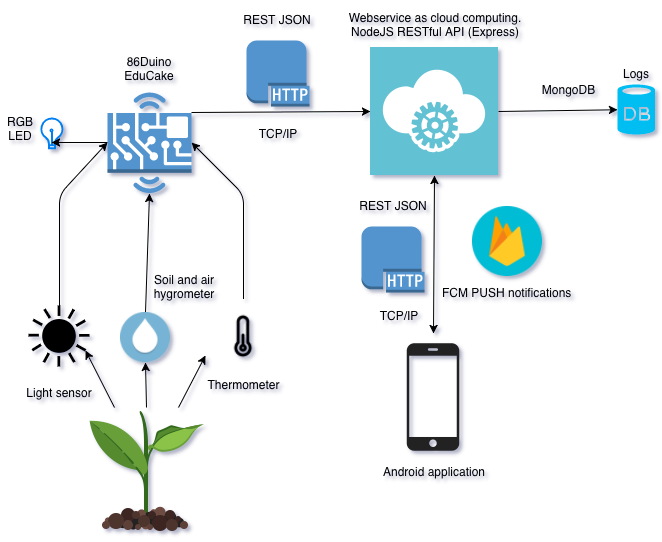 REST JSON
Webservice as cloud computing.
NodeJS RESTful API (Express)
86Duino
EduCake
HTTP
MongoDB
Logs
DB
RGB
LED
TCP/IP
REST JSON
HTTP
FCM PUSH notifications
Soil and air
hygrometer
TCP/IP
Light sensor
Thermometer
Android application